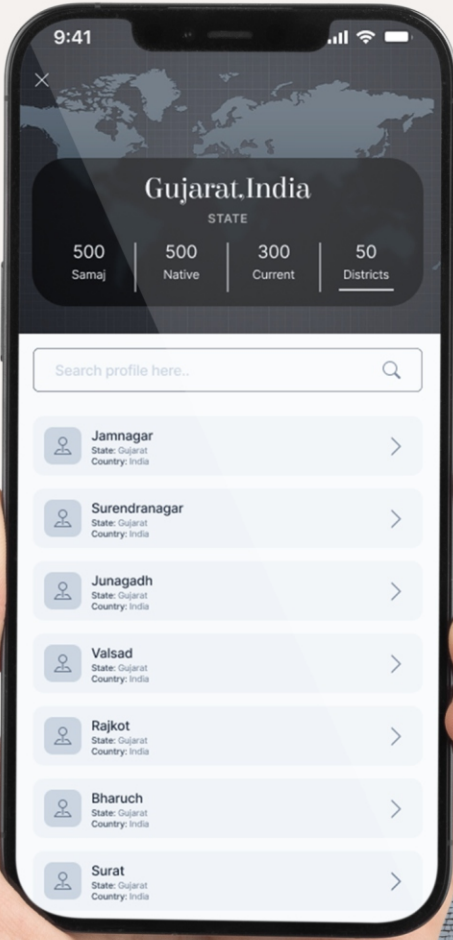 9:41
Gujarat,India
STATE
500 500 300 50
Samaj Native Current Districts
Search profile here..
Jamnagar
State: Gujarat
Country: India
Surendranagar
State: Gujarat
Country: India
Junagadh
State: Gujarat
Country: India
Valsad
State: Gujarat
Country: India
Rajkot
State: Gujarat
Country: India
Bharuch
State: Gujarat
Country: India
Surat
State: Gujarat
Country: India